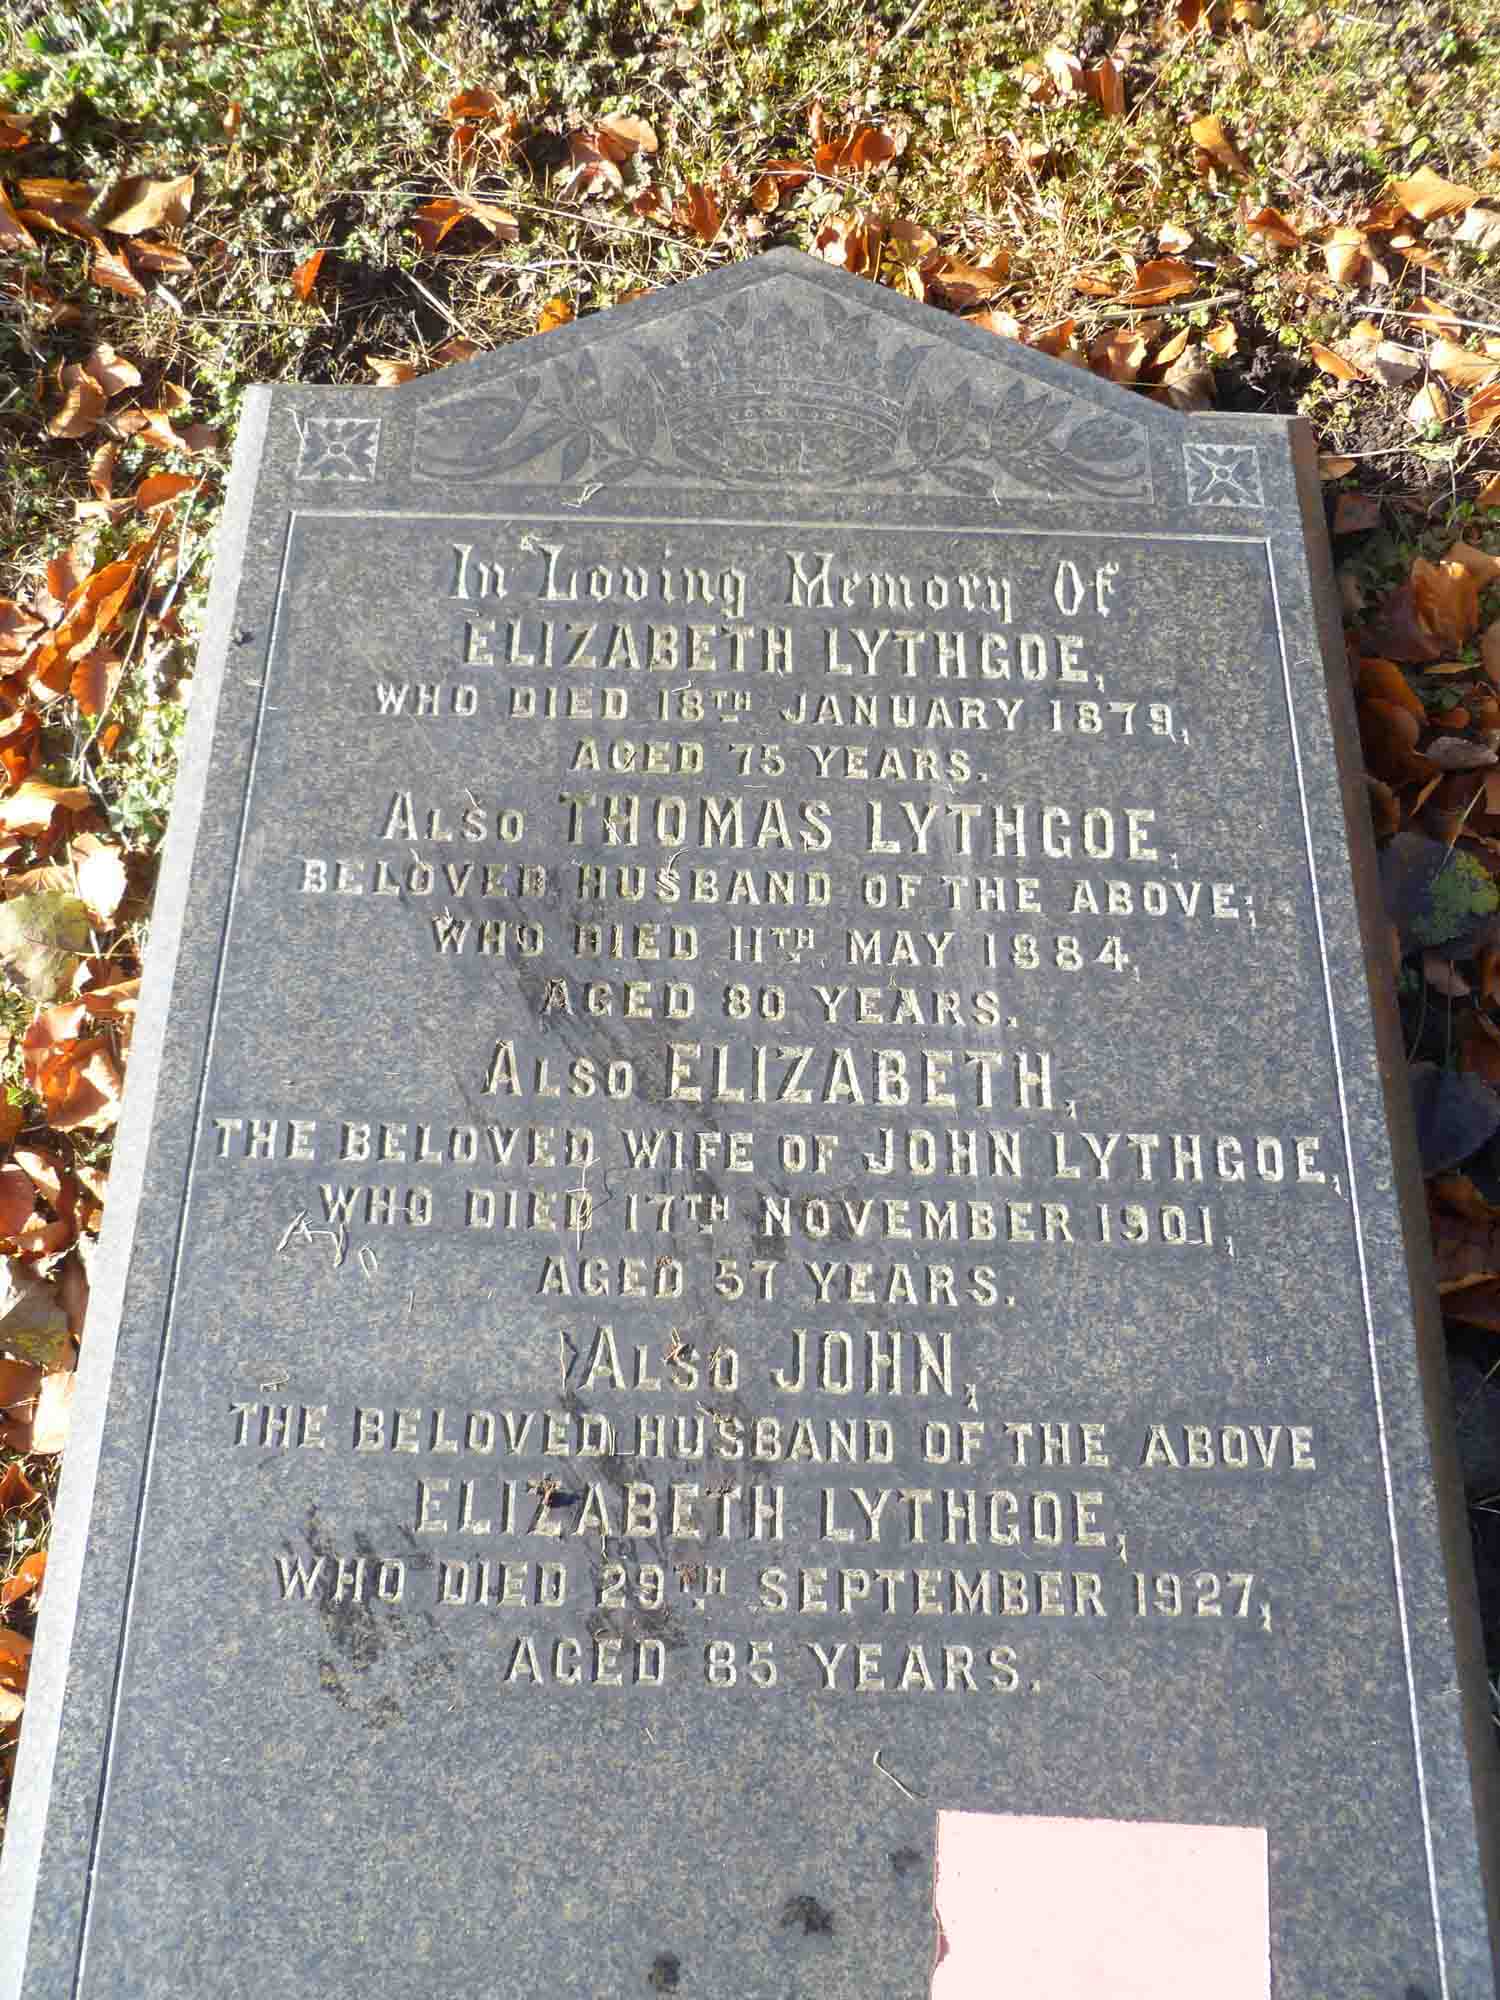 In Loving Memory Of
ELIZABETH LYTHGOE,
WHO DIED 18TH JANUARY 1879,
AGED 75 YEARS.
ALSO THOMAS LYTHGOE,
BELOVED HUSBAND OF THE ABOVE;
WHO DIED 11TH MAY 1884,
AGED 80 YEARS.
ALSO ELIZABETH,
THE BELOVED WIFE OF JOHN LYTHGOE,
WHO DIED 17TH NOVEMBER 1901,
AGED 57 YEARS.
ALSO JOHN,
THE BELOVED HUSBAND OF THE ABOVE
ELIZABETH LYTHGOE,
WHO DIED 29TH SEPTEMBER 1927,
AGED 85 YEARS.